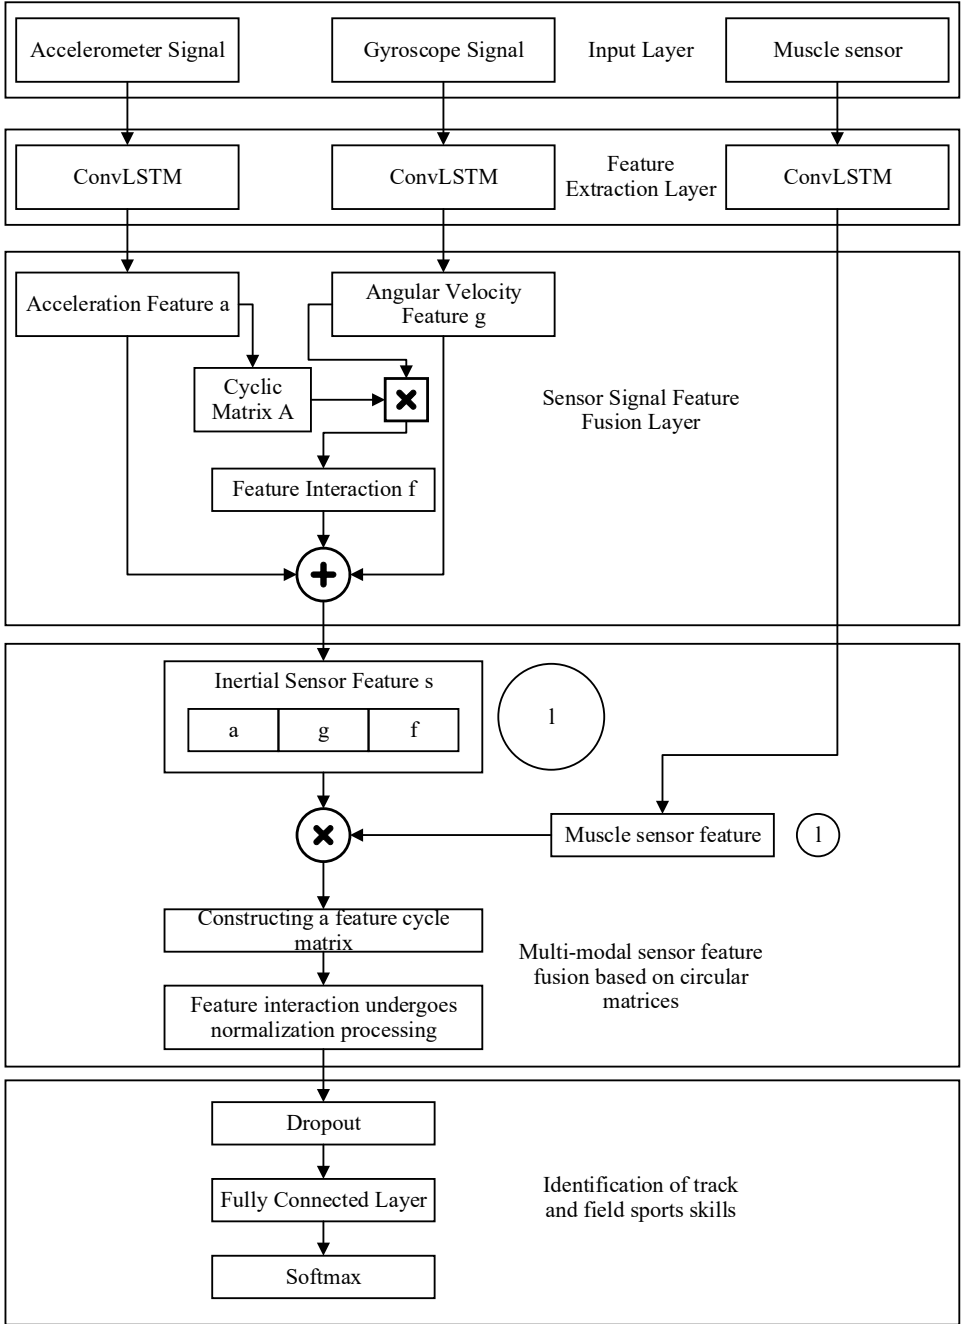 Accelerometer Signal
Gyroscope Signal
Input Layer
Muscle sensor
ConvLSTM
ConvLSTM
Feature
Extraction Layer
ConvLSTM
Acceleration Feature a
Angular Velocity
Feature g
Cyclic
Matrix A
Sensor Signal Feature
Fusion Layer
Feature Interaction f
Inertial Sensor Feature s
a
g
f
l
Muscle sensor feature
l
Constructing a feature cycle
matrix
Multi-modal sensor feature
fusion based on circular
matrices
Feature interaction undergoes
normalization processing
Dropout
Fully Connected Layer
Identification of track
and field sports skills
Softmax